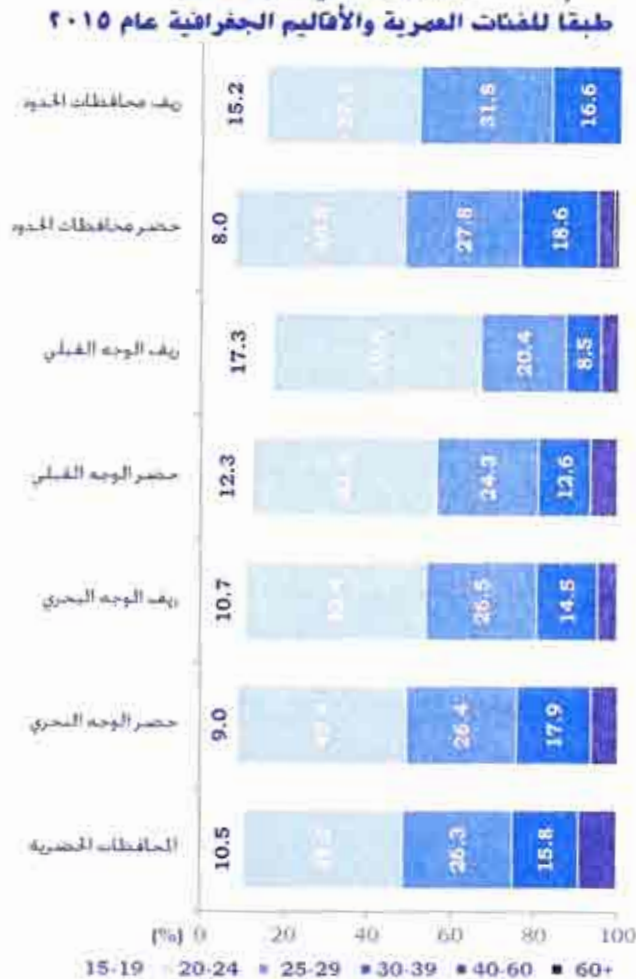 طبقا للفئات العمرية والأقاليم الجغرافية عام ٢٠١٥
ريف محافظات الحدود
15.2
31.8
16.6
حضر محافظات الحدود
8.0
27.8
18.6
ريف الوجه القبلي
17.3
20.4
8.5
حضر الوجه القبلي
12.3
24.3
12.6
ريف الوجه البحري
10.7
26.5
14.5
حضر الوجه البحري
9.0
26.4
17.9
المحافظات الحضرية
10.5
26.3
15.8
(%) 0 20 40 60 80 100
15-19 20-24 25-29 30-39 40-60 60+